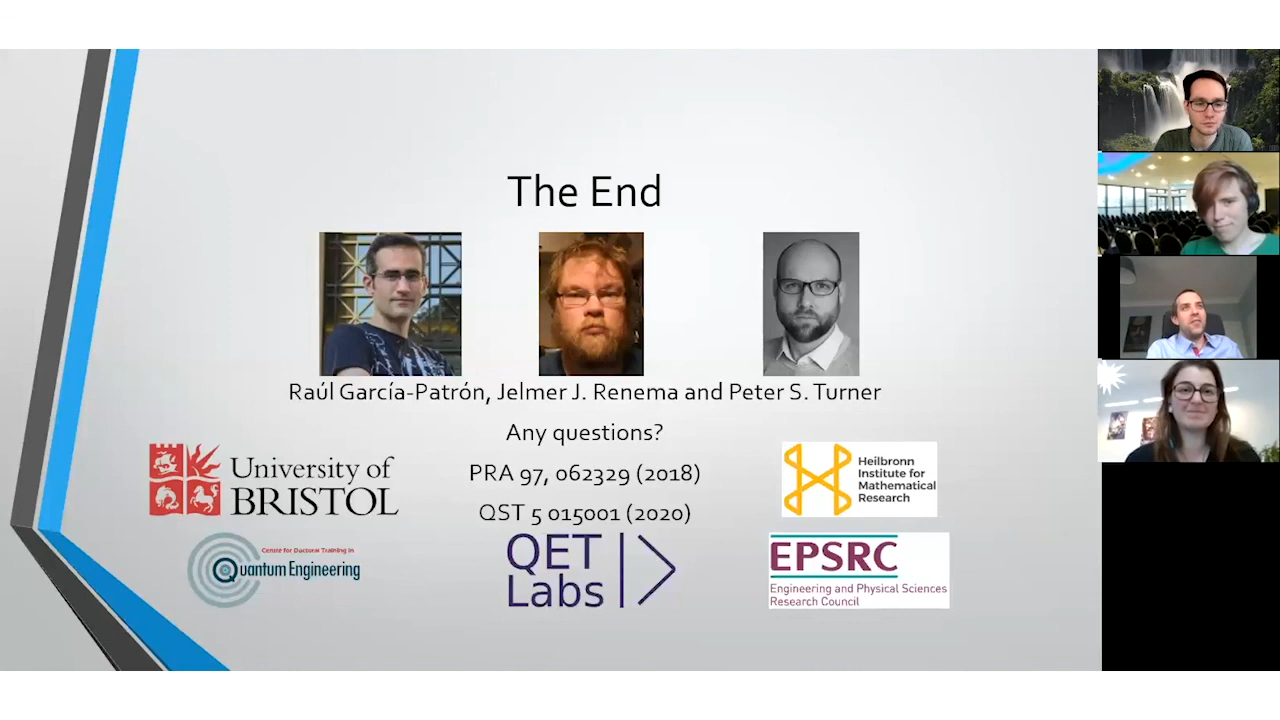 The End
Raúl García-Patrón, Jelmer J. Renema and Peter S. Turner
Any questions?
PRA 97, 062329 (2018)
QST 5 015001 (2020)
University of
BRISTOL
Heilbronn
Institute for
Mathematical
Research
Centre for Doctoral Training in
Quantum Engineering
QET
Labs
EPSRC
Engineering and Physical Sciences
Research Council